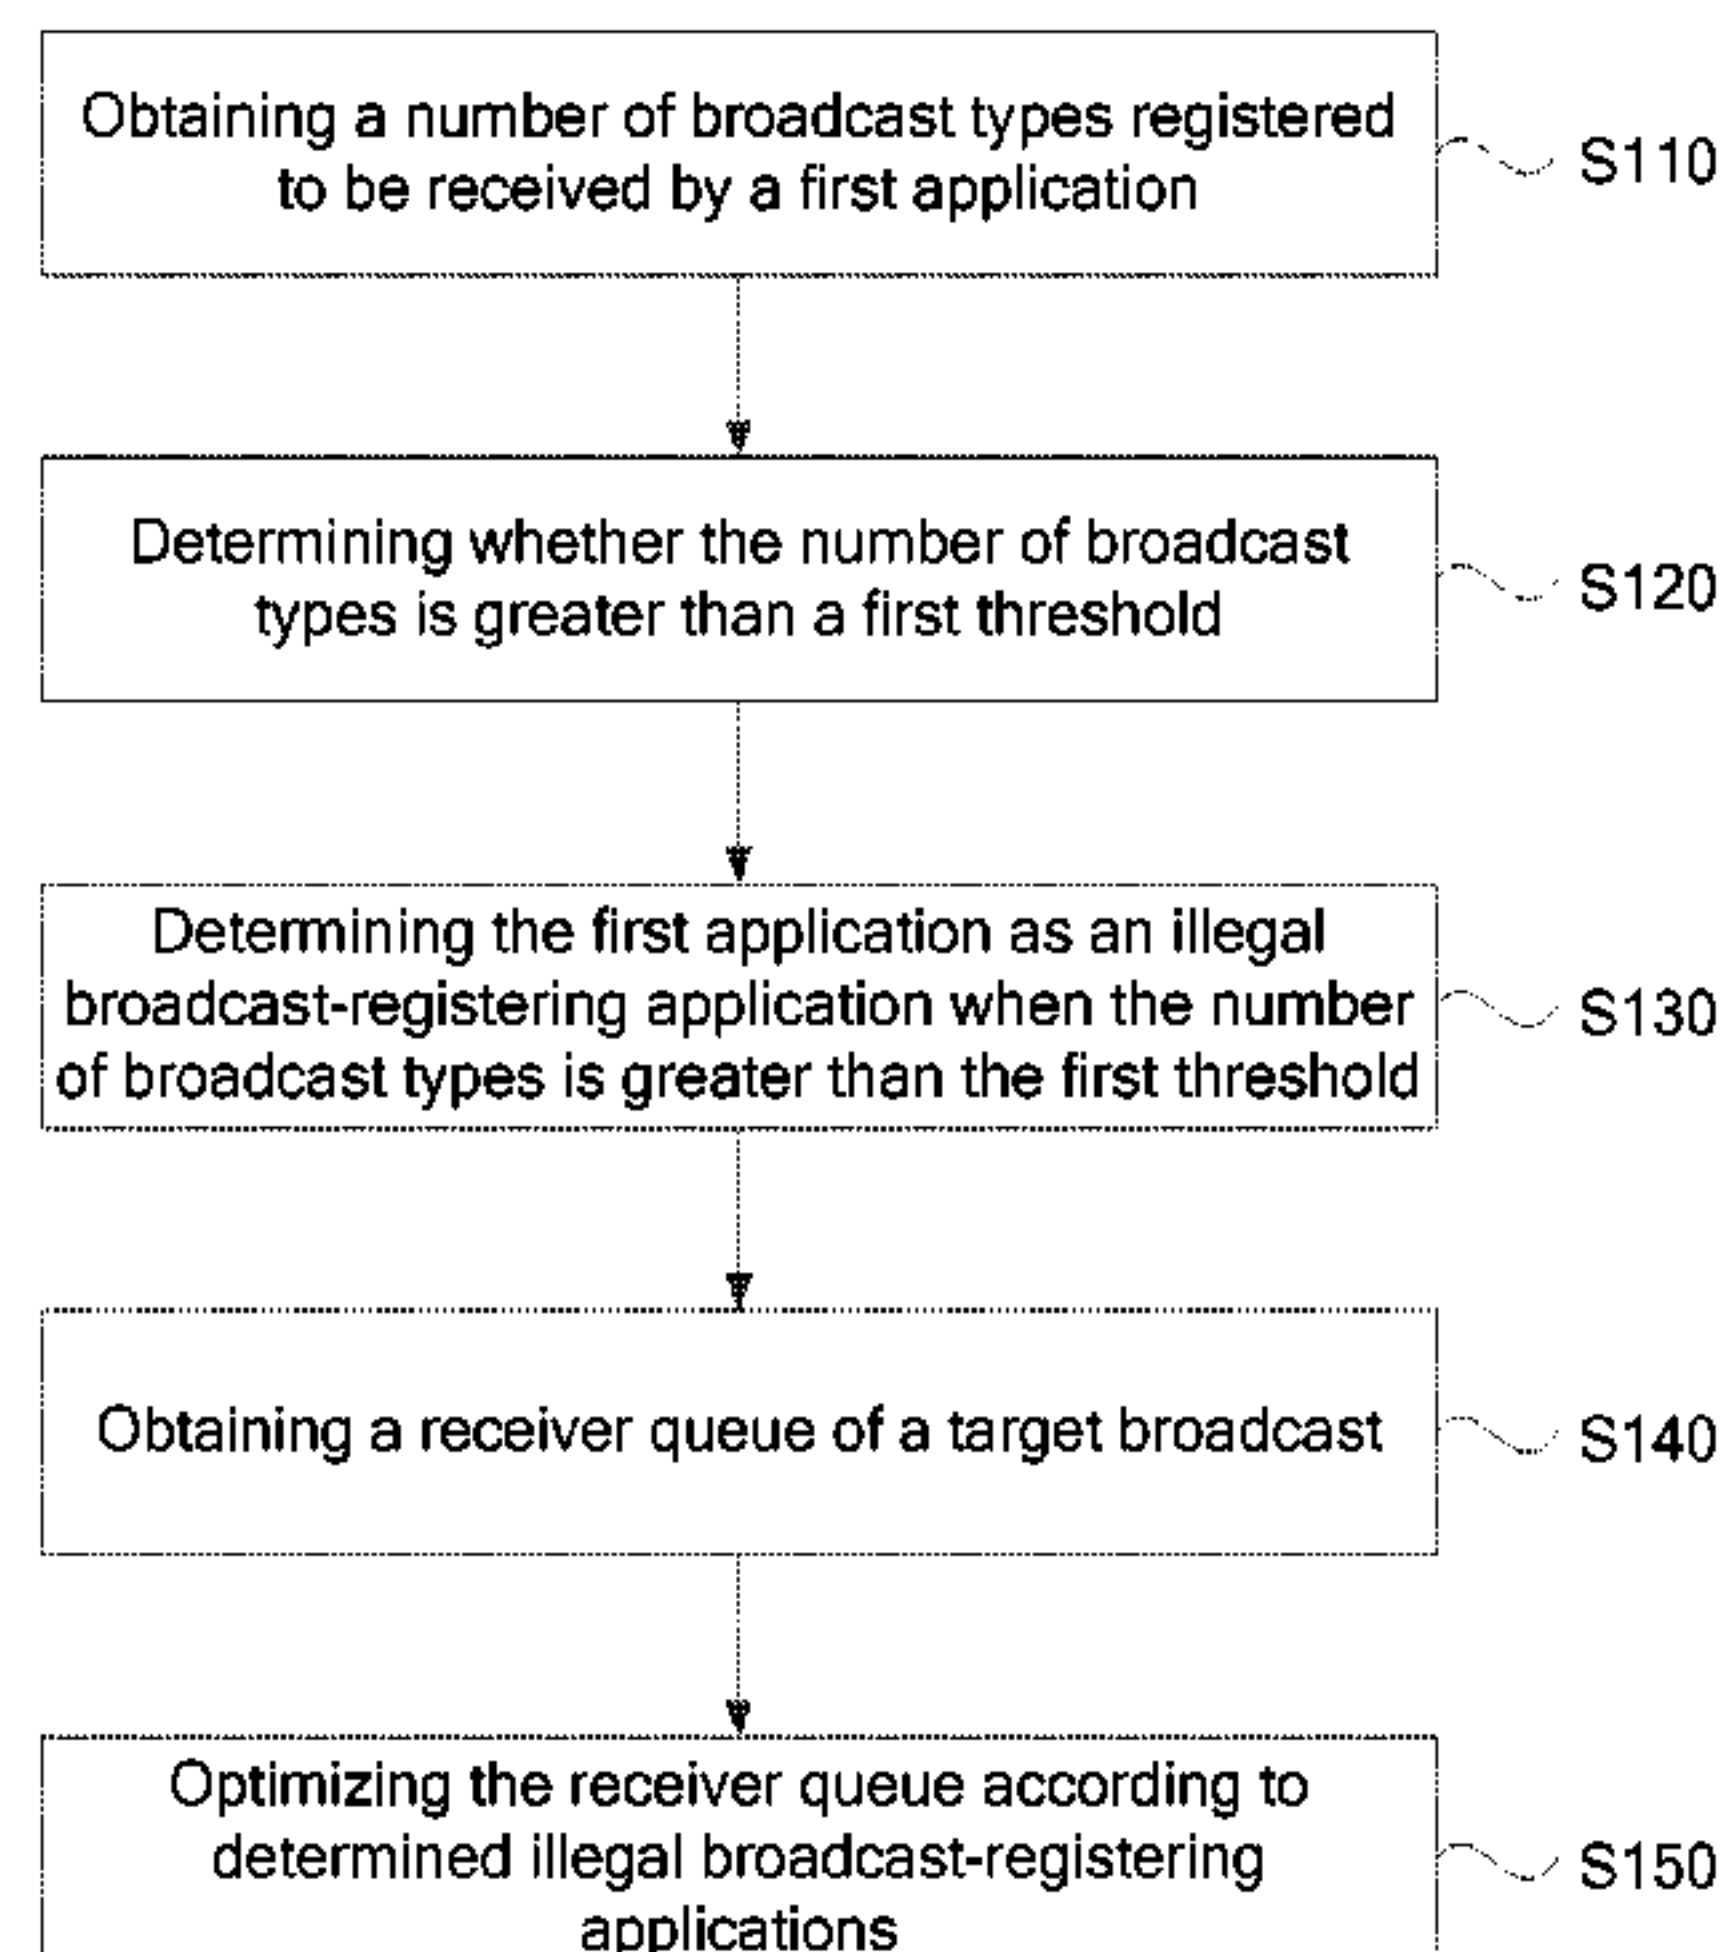 Obtaining a number of broadcast types registered
to be received by a first application
S110
Determining whether the number of broadcast
types is greater than a first threshold
S120
Determining the first application as an illegal
broadcast-registering application when the number
of broadcast types is greater than the first threshold
S130
Obtaining a receiver queue of a target broadcast
S140
Optimizing the receiver queue according to
determined illegal broadcast-registering
applications
S150